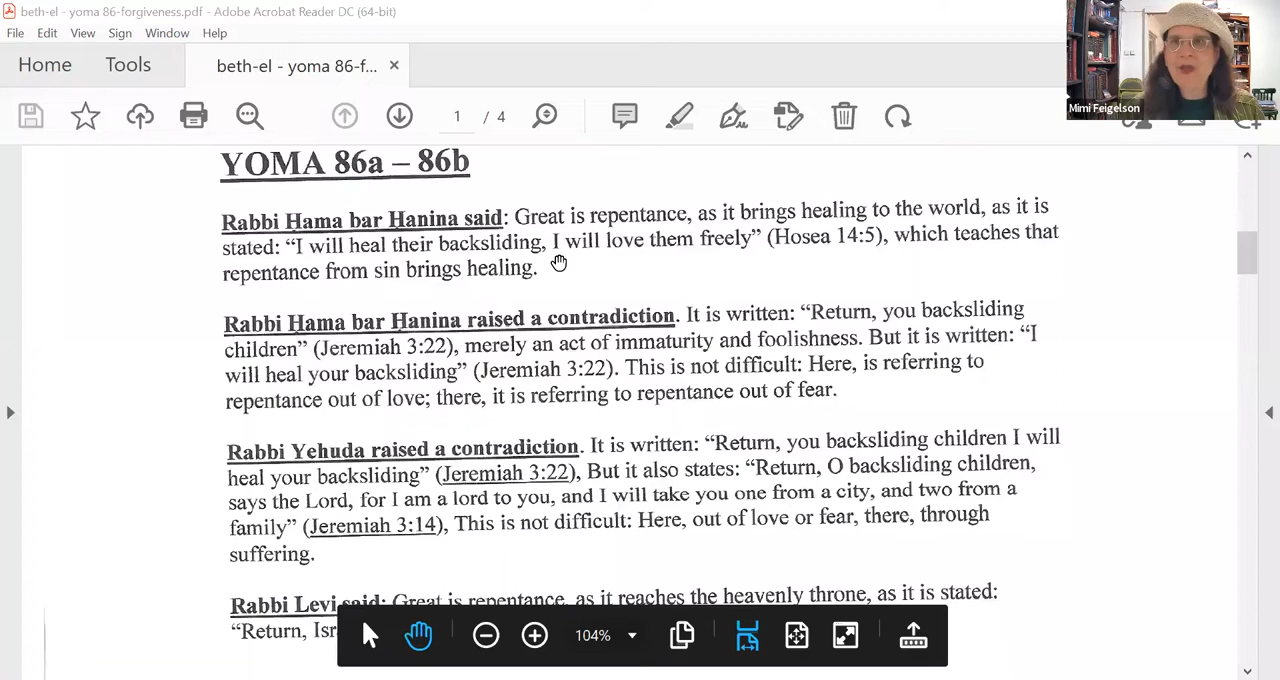 beth-el - yoma 86-forgiveness.pdf - Adobe Acrobat Reader DC (64-bit)
File Edit View Sign Window Help
Home Tools beth-el - yoma 86-f... ×
1 / 4
Mimi Feigelson
YOMA 86a – 86b
Rabbi Hama bar Hanina said: Great is repentance, as it brings healing to the world, as it is
stated: “I will heal their backsliding, I will love them freely” (Hosea 14:5), which teaches that
repentance from sin brings healing.
Rabbi Hama bar Hanina raised a contradiction. It is written: “Return, you backsliding
children” (Jeremiah 3:22), merely an act of immaturity and foolishness. But it is written: “I
will heal your backsliding” (Jeremiah 3:22). This is not difficult: Here, is referring to
repentance out of love; there, it is referring to repentance out of fear.
Rabbi Yehuda raised a contradiction. It is written: “Return, you backsliding children I will
heal your backsliding” (Jeremiah 3:22), But it also states: “Return, O backsliding children,
says the Lord, for I am a lord to you, and I will take you one from a city, and two from a
family” (Jeremiah 3:14), This is not difficult: Here, out of love or fear, there, through
suffering.
Rabbi Levi said: Great is repentance, as it reaches the heavenly throne, as it is stated:
“Return, Isr
104%